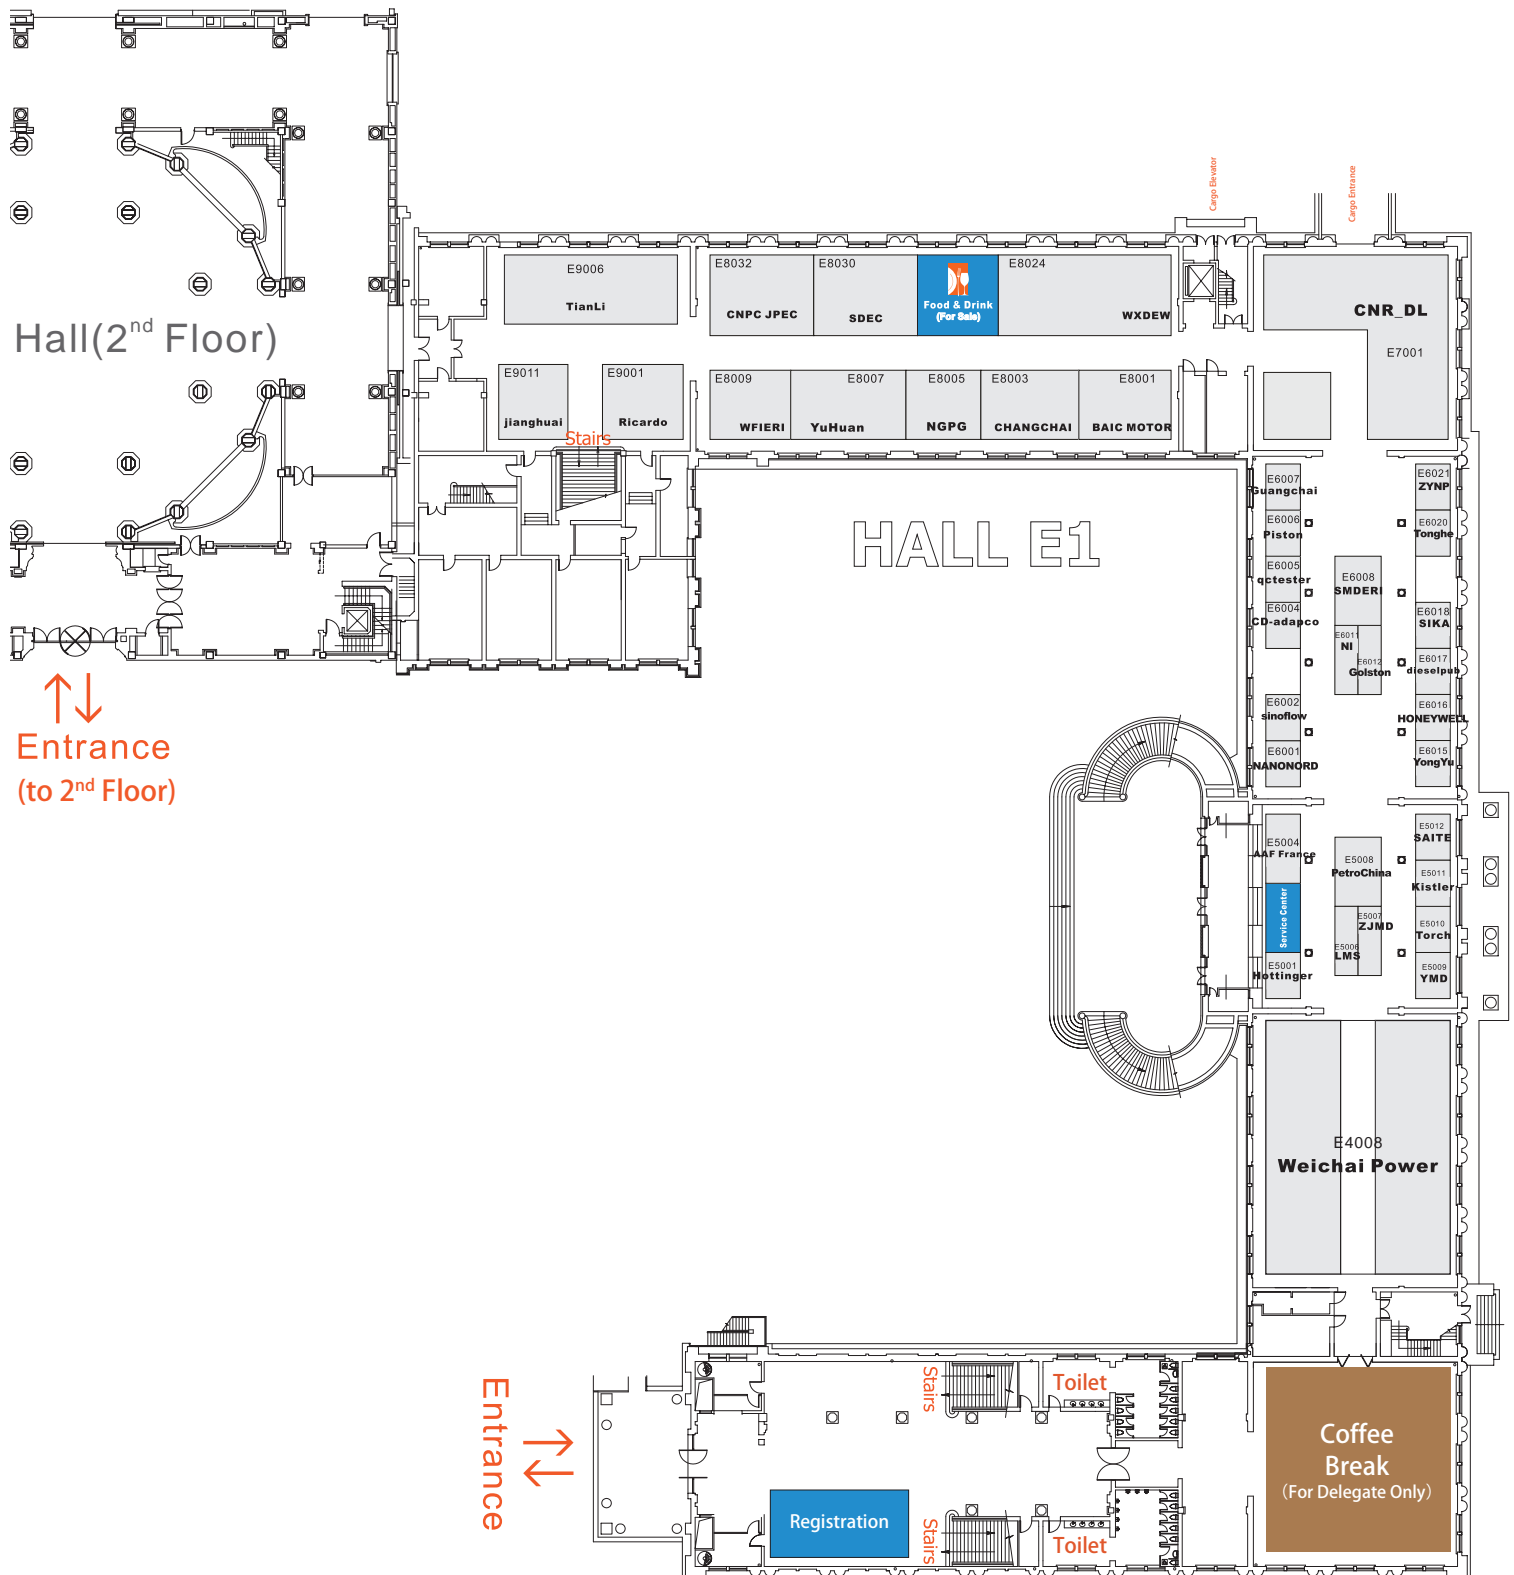 Cargo Elevator
Cargo Entrance
E9006
TianLi
E8032
CNPC JPEC
E8030
SDEC
Food & Drink
(For Sale)
E8024
WXDEW
CNR_DL
E7001
Hall(2nd Floor)
E9011
jianghuai
E9001
Ricardo
Stairs
E8009
WFIERI
E8007
YuHuan
E8005
NGPG
E8003
CHANGCHAI
E8001
BAIC MOTOR
HALL E1
E6007
Guangchai
E6006
Piston
E6005
qctester
E6004
CD-adapco
E6002
sinoflow
E6001
NANONORD
E6008
SMDERI
E6011
NI
E6012
Golston
E6021
ZYNP
E6020
Tonghe
E6018
SIKA
E6017
dieselpub
E6016
HONEYWELL
E6015
YongYu
Entrance
(to 2nd Floor)
E5004
AAF France
Service Center
E5001
Hottinger
E5008
PetroChina
E5007
ZJMD
E5006
LMS
E5012
SAITE
E5011
Kistler
E5010
Torch
E5009
YMD
E4008
Weichai Power
Entrance
Stairs
Toilet
Registration
Stairs
Toilet
Coffee
Break
(For Delegate Only)